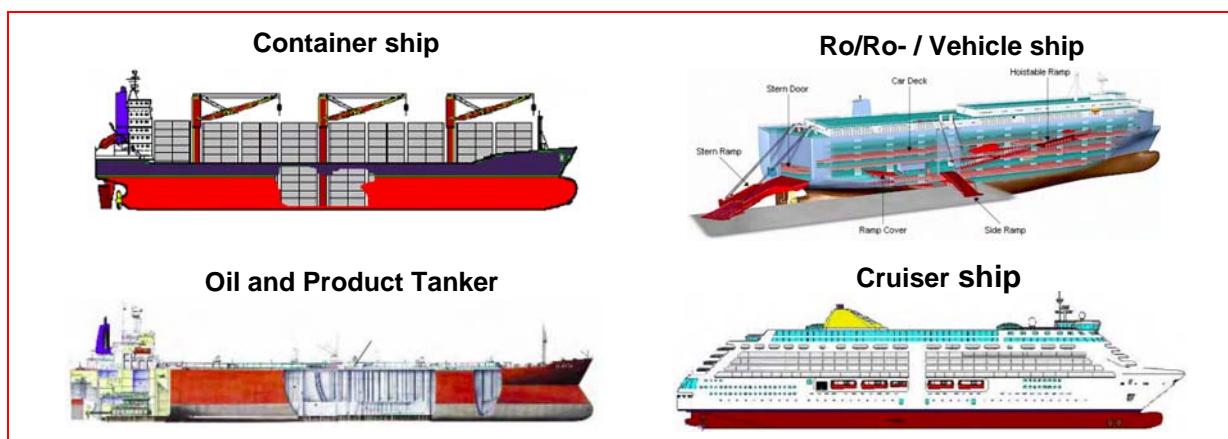 Container ship
Ro/Ro- / Vehicle ship
Hoistable Ramp
Car Deck
Stern Door
Stern Ramp
Ramp Cover
Side Ramp
Oil and Product Tanker
Cruiser ship